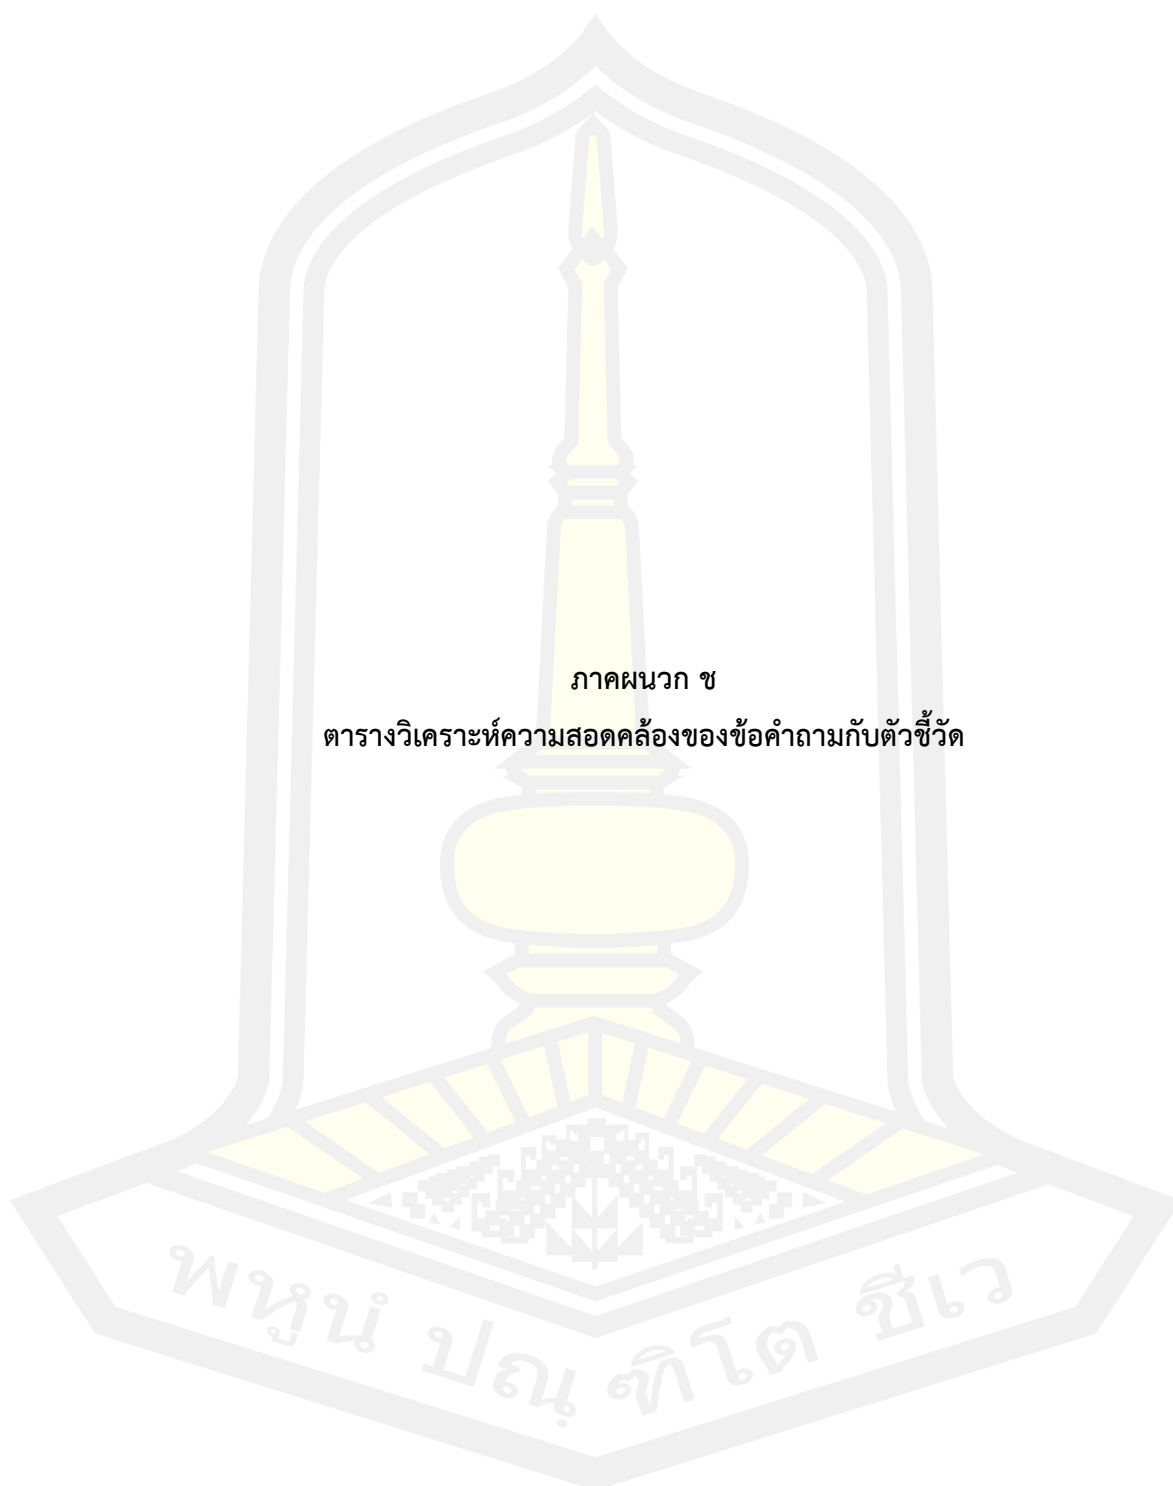 ภาคผนวก ช
ตารางวิเคราะห์ความสอดคล้องของข้อคำถามกับตัวชี้วัด
พหูนํ ปณฺฑิโต ชีเว